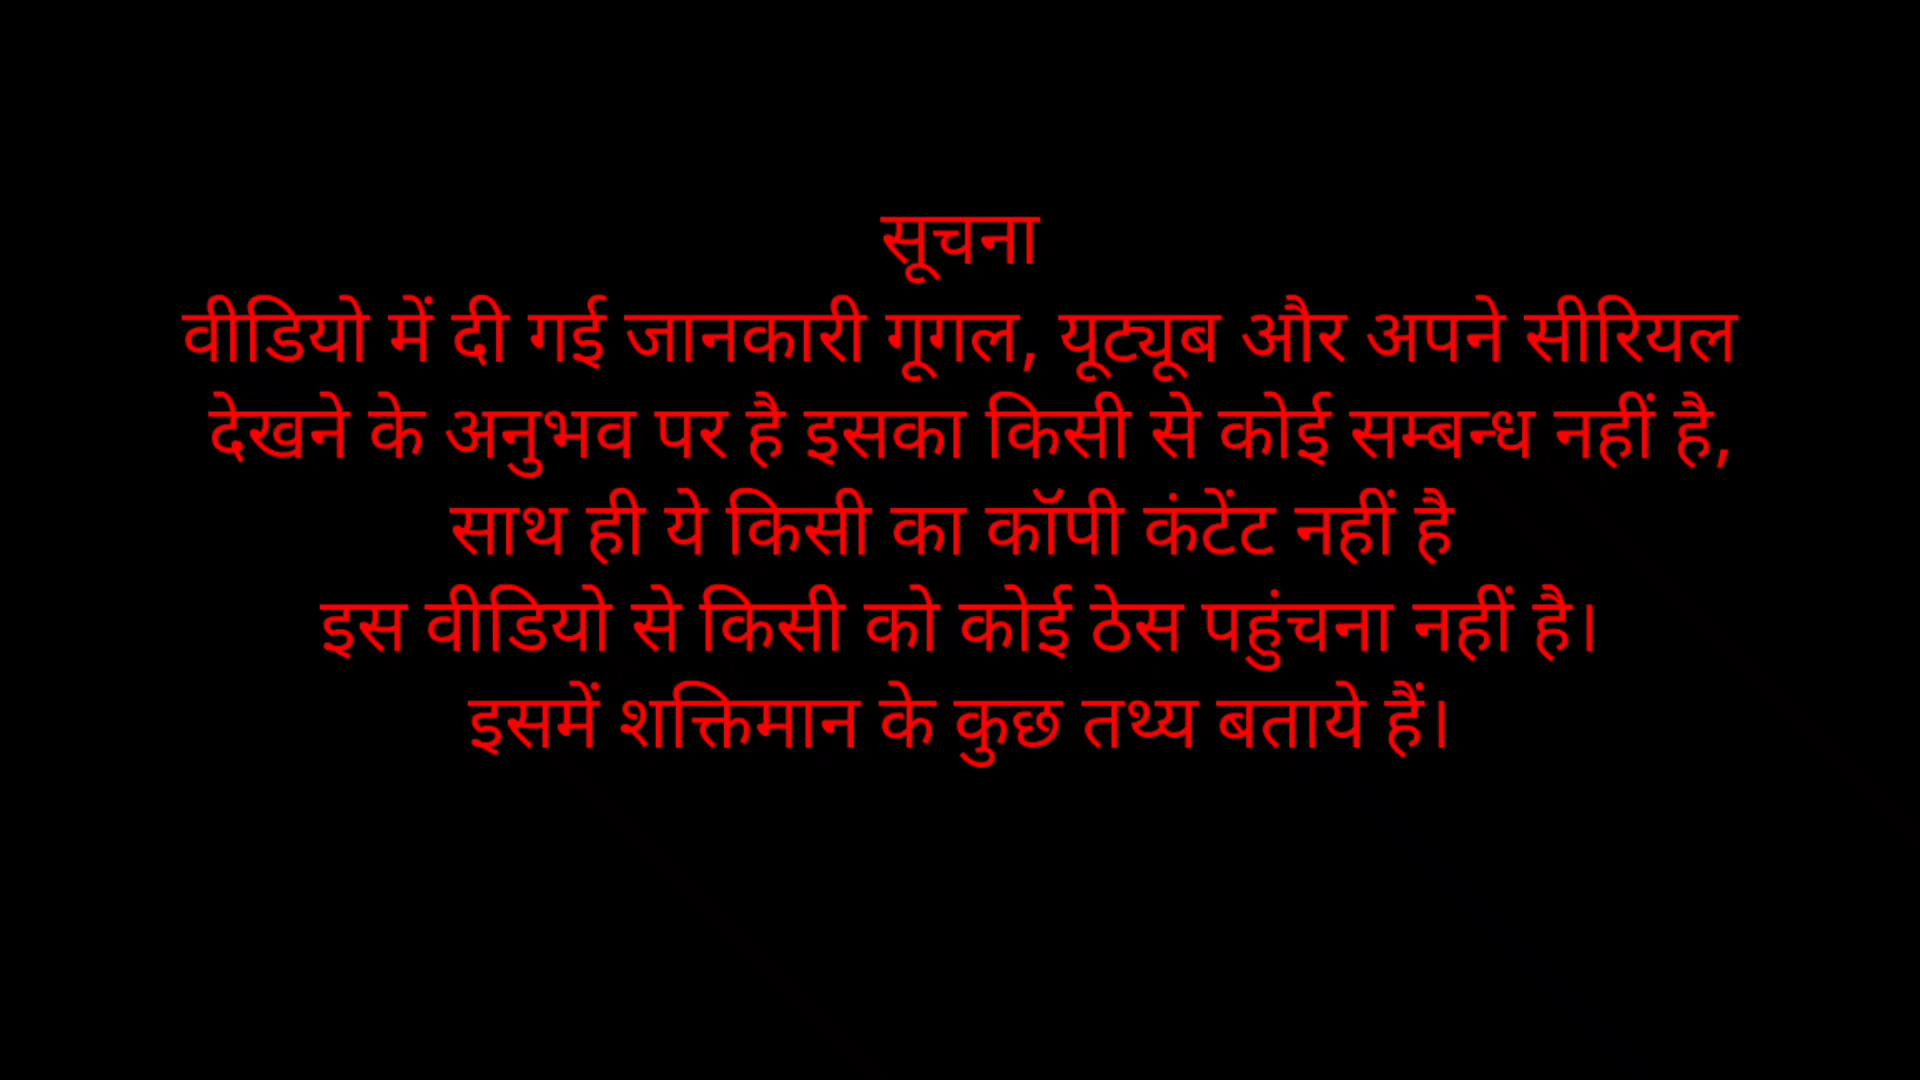 सूचना
वीडियो में दी गई जानकारी गूगल, यूट्यूब और अपने सीरियल
देखने के अनुभव पर है इसका किसी से कोई सम्बन्ध नहीं है,
साथ ही ये किसी का कॉपी कंटेंट नहीं है
इस वीडियो से किसी को कोई ठेस पहुंचना नहीं है।
इसमें शक्तिमान के कुछ तथ्य बताये हैं।